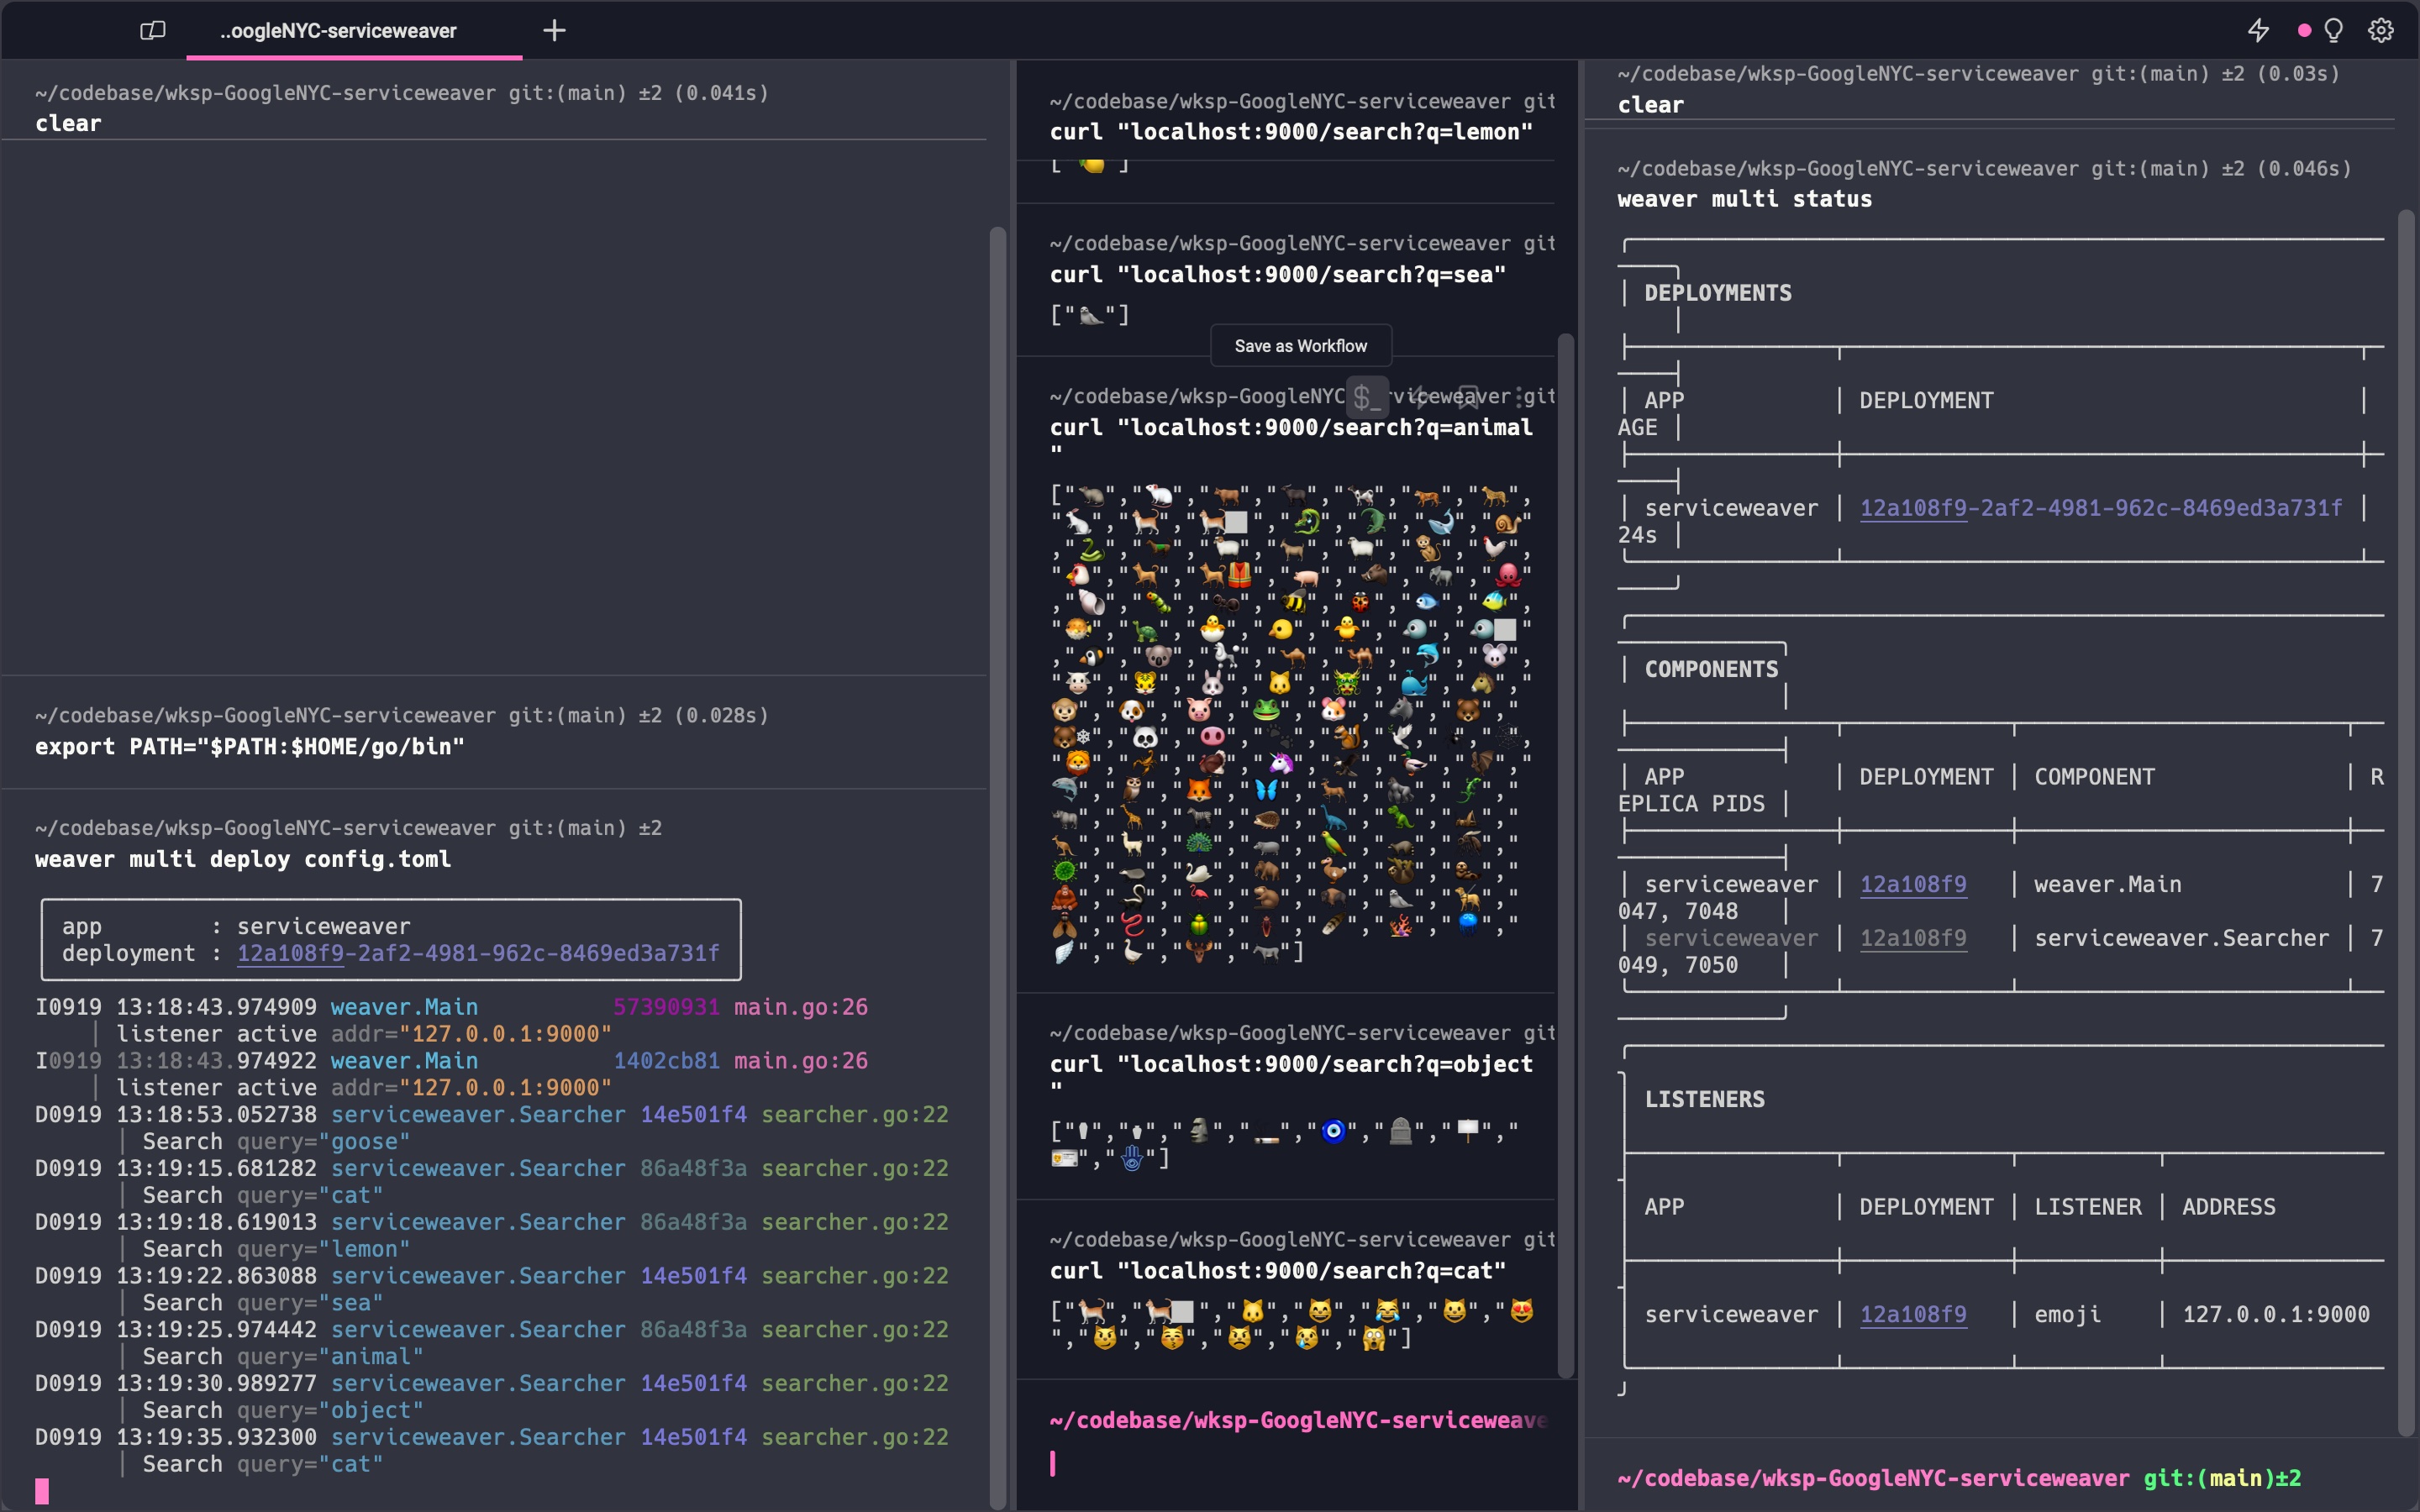 ..oogleNYC-serviceweaver
~/codebase/wksp-GoogleNYC-serviceweaver git:(main) ±2 (0.041s)
clear
~/codebase/wksp-GoogleNYC-serviceweaver git:(main) ±2 (0.028s)
export PATH="$PATH:$HOME/go/bin"
~/codebase/wksp-GoogleNYC-serviceweaver git:(main) ±2
weaver multi deploy config.toml
app : serviceweaver
deployment : 12a108f9-2af2-4981-962c-8469ed3a731f
I0919 13:18:43.974909 weaver.Main 57390931 main.go:26
│ listener active addr="127.0.0.1:9000"
I0919 13:18:43.974922 weaver.Main 1402cb81 main.go:26
│ listener active addr="127.0.0.1:9000"
D0919 13:18:53.052738 serviceweaver.Searcher 14e501f4 searcher.go:22
│ Search query="goose"
D0919 13:19:15.681282 serviceweaver.Searcher 86a48f3a searcher.go:22
│ Search query="cat"
D0919 13:19:18.619013 serviceweaver.Searcher 86a48f3a searcher.go:22
│ Search query="lemon"
D0919 13:19:22.863088 serviceweaver.Searcher 14e501f4 searcher.go:22
│ Search query="sea"
D0919 13:19:25.974442 serviceweaver.Searcher 86a48f3a searcher.go:22
│ Search query="animal"
D0919 13:19:30.989277 serviceweaver.Searcher 14e501f4 searcher.go:22
│ Search query="object"
D0919 13:19:35.932300 serviceweaver.Searcher 14e501f4 searcher.go:22
│ Search query="cat"
~/codebase/wksp-GoogleNYC-serviceweaver git
curl "localhost:9000/search?q=lemon"
~/codebase/wksp-GoogleNYC-serviceweaver git
curl "localhost:9000/search?q=sea"
["🦭"]
Save as Workflow
~/codebase/wksp-GoogleNYC serviceweaver git
curl "localhost:9000/search?q=animal
"
~/codebase/wksp-GoogleNYC-serviceweaver git
curl "localhost:9000/search?q=object
"
~/codebase/wksp-GoogleNYC-serviceweaver git
curl "localhost:9000/search?q=cat"
~/codebase/wksp-GoogleNYC-serviceweave
~/codebase/wksp-GoogleNYC-serviceweaver git:(main) ±2 (0.03s)
clear
~/codebase/wksp-GoogleNYC-serviceweaver git:(main) ±2 (0.046s)
weaver multi status
│ DEPLOYMENTS
│ APP │ DEPLOYMENT │
AGE │
│ serviceweaver │ 12a108f9-2af2-4981-962c-8469ed3a731f │
24s │
│ COMPONENTS
│ APP │ DEPLOYMENT │ COMPONENT │ R
EPLICA PIDS │
│ serviceweaver │ 12a108f9 │ weaver.Main │ 7
047, 7048 │
│ serviceweaver │ 12a108f9 │ serviceweaver.Searcher │ 7
049, 7050 │
LISTENERS
APP │ DEPLOYMENT │ LISTENER │ ADDRESS
serviceweaver │ 12a108f9 │ emoji │ 127.0.0.1:9000
~/codebase/wksp-GoogleNYC-serviceweaver git:(main)±2